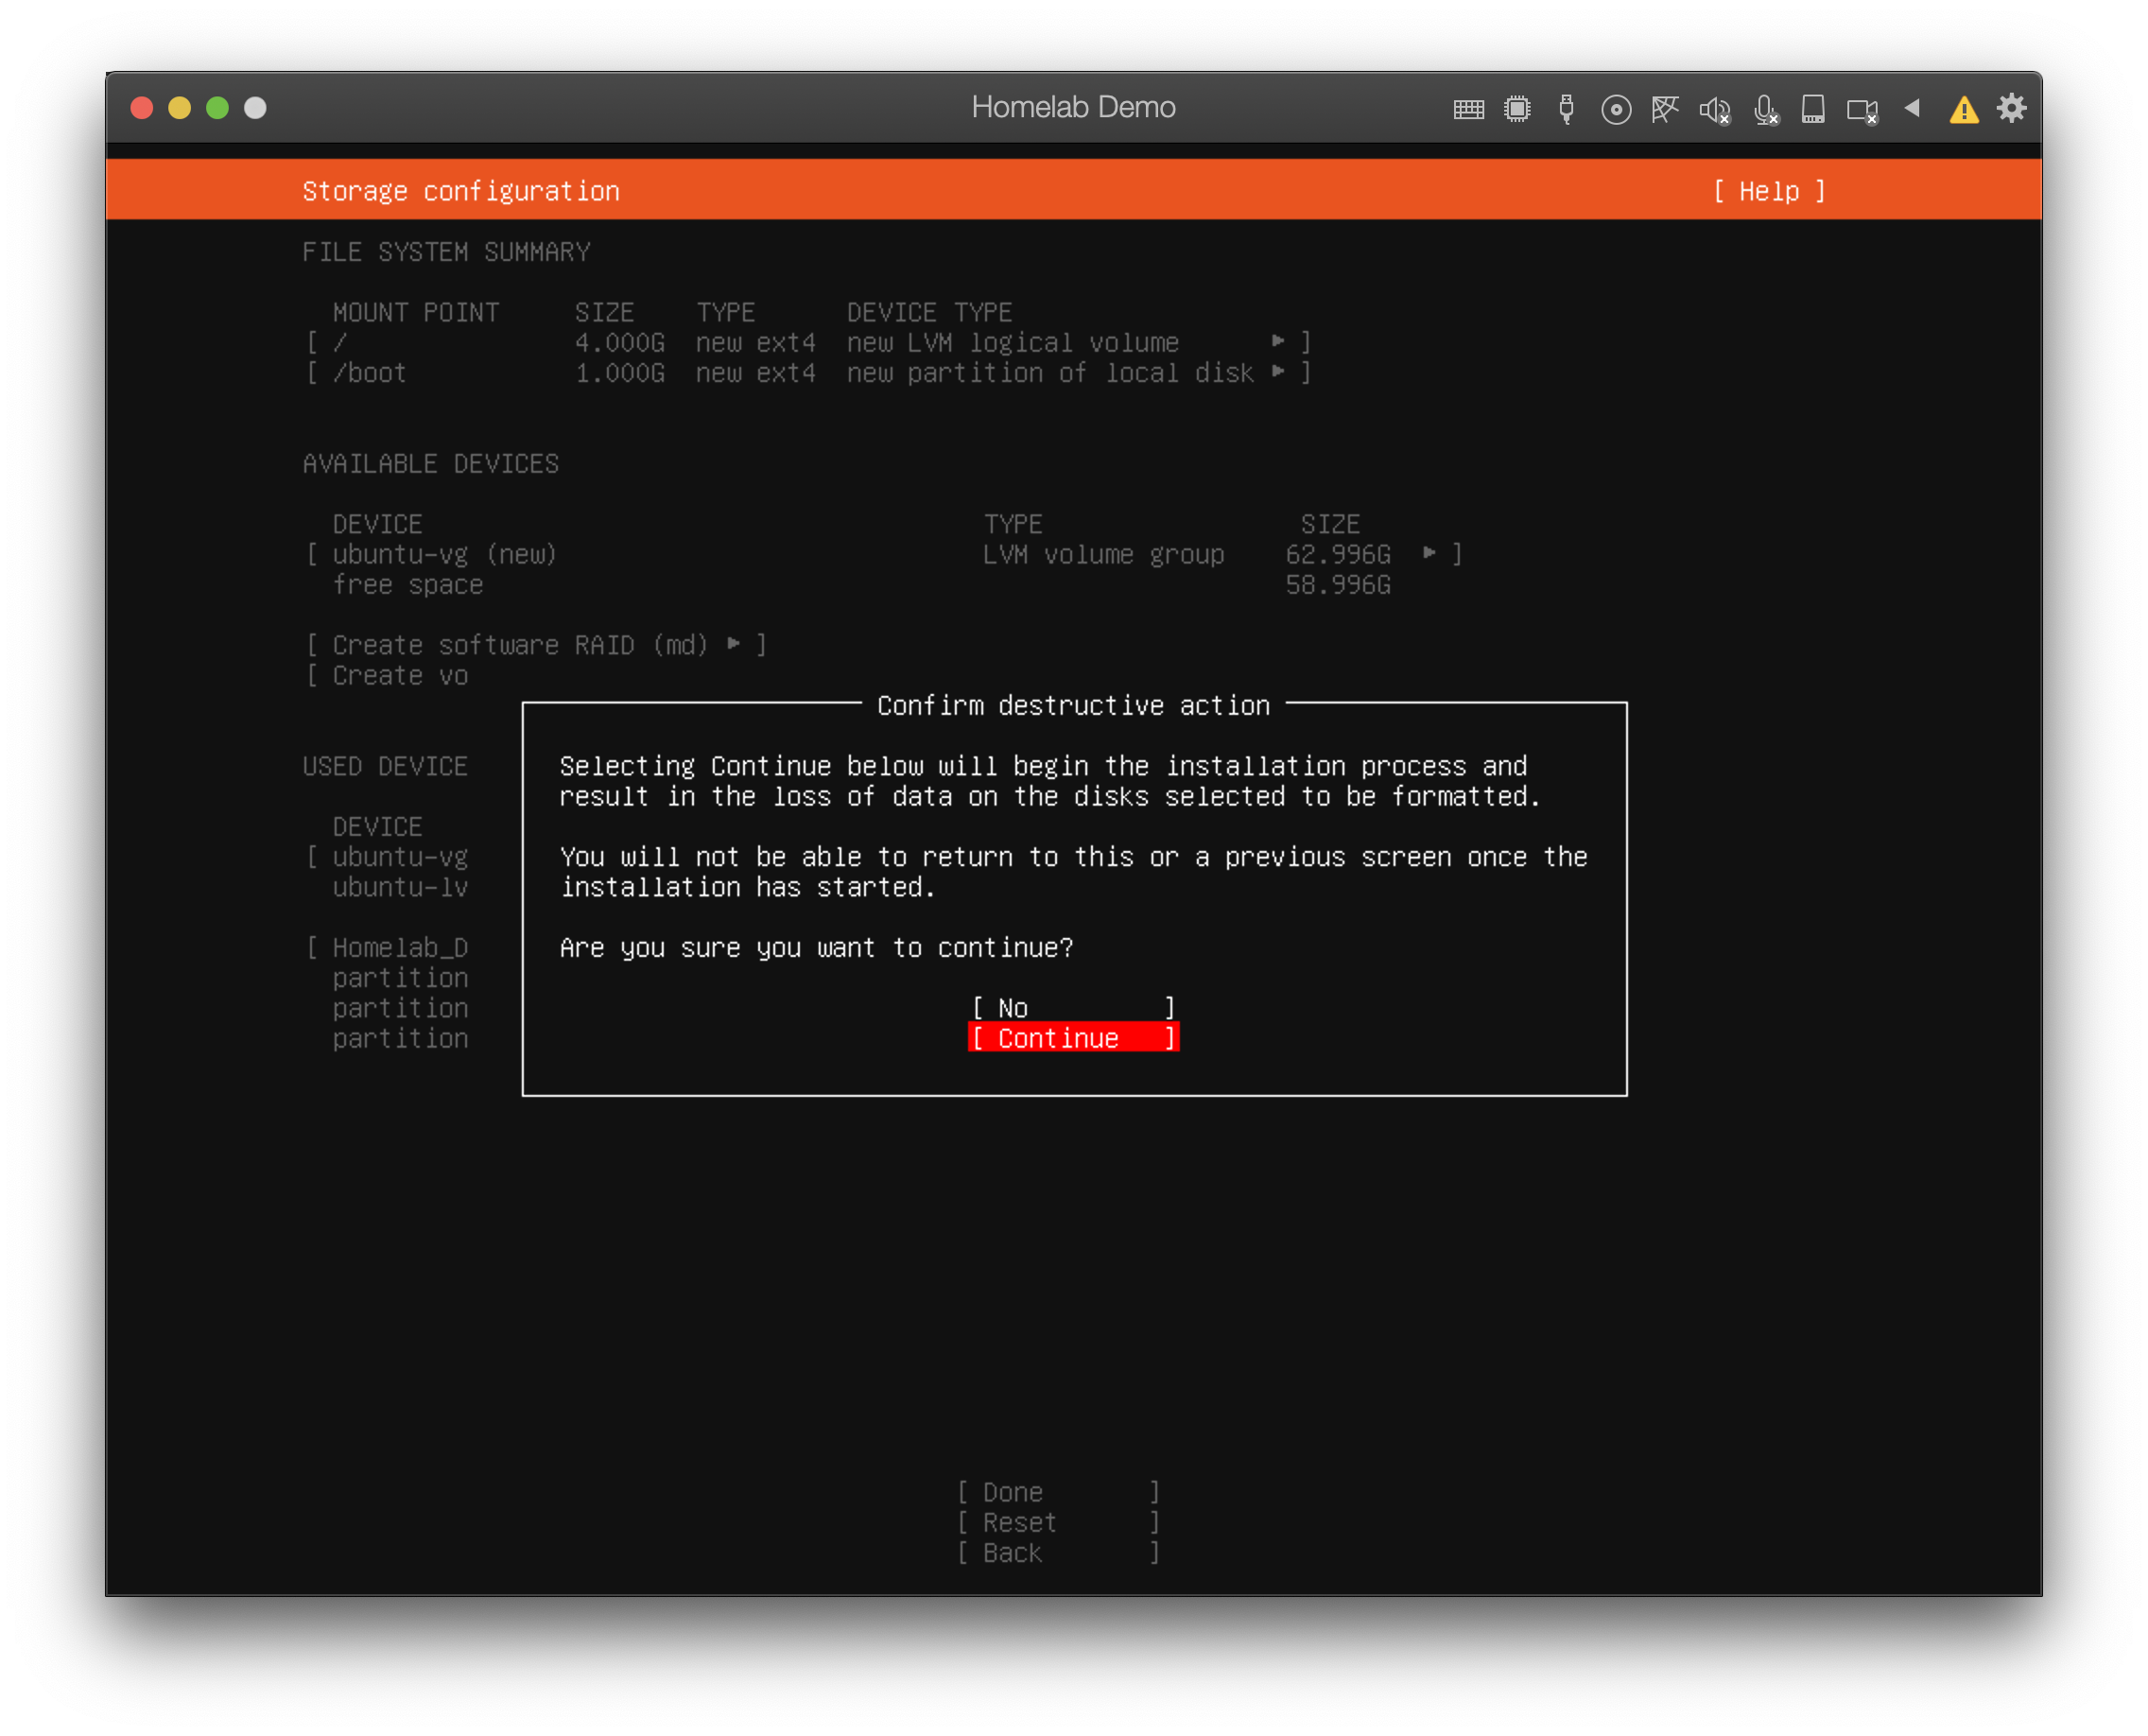 Homelab Demo
Storage configuration [ Help ]
FILE SYSTEM SUMMARY
MOUNT POINT SIZE TYPE DEVICE TYPE
[ / 4.000G new ext4 new LVM logical volume ▸ ]
[ /boot 1.000G new ext4 new partition of local disk ▸ ]
AVAILABLE DEVICES
DEVICE TYPE SIZE
[ ubuntu-vg (new) LVM volume group 62.996G ▸ ]
free space 58.996G
[ Create software RAID (md) ▸ ]
[ Create vo
USED DEVICE
DEVICE
[ ubuntu-vg
ubuntu-lv
[ Homelab_D
partition
partition
partition
Confirm destructive action
Selecting Continue below will begin the installation process and
result in the loss of data on the disks selected to be formatted.
You will not be able to return to this or a previous screen once the
installation has started.
Are you sure you want to continue?
[ No ]
[ Continue ]
[ Done ]
[ Reset ]
[ Back ]